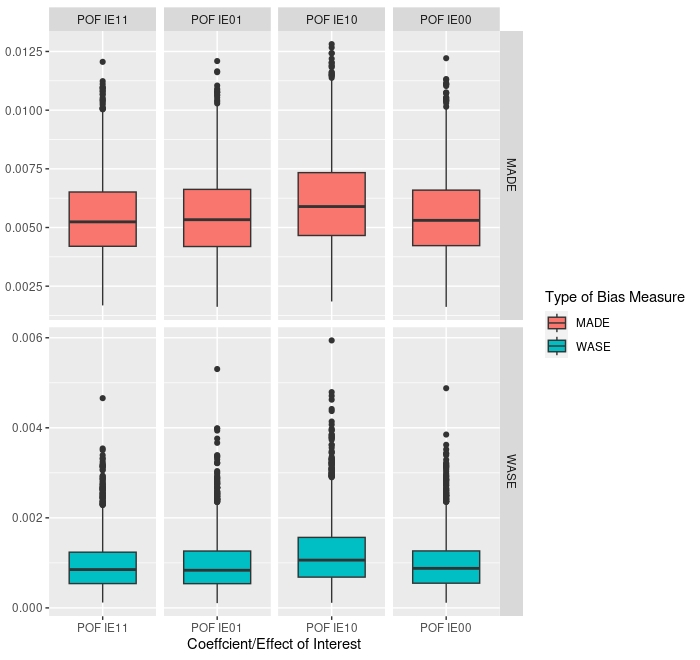 POF IE11 POF IE01 POF IE10 POF IE00
0.0125
0.0100
0.0075
0.0050
0.0025
MADE
0.006
0.004
0.002
0.000
WASE
POF IE11 POF IE01 POF IE10 POF IE00
Coeffcient/Effect of Interest
Type of Bias Measure
MADE
WASE